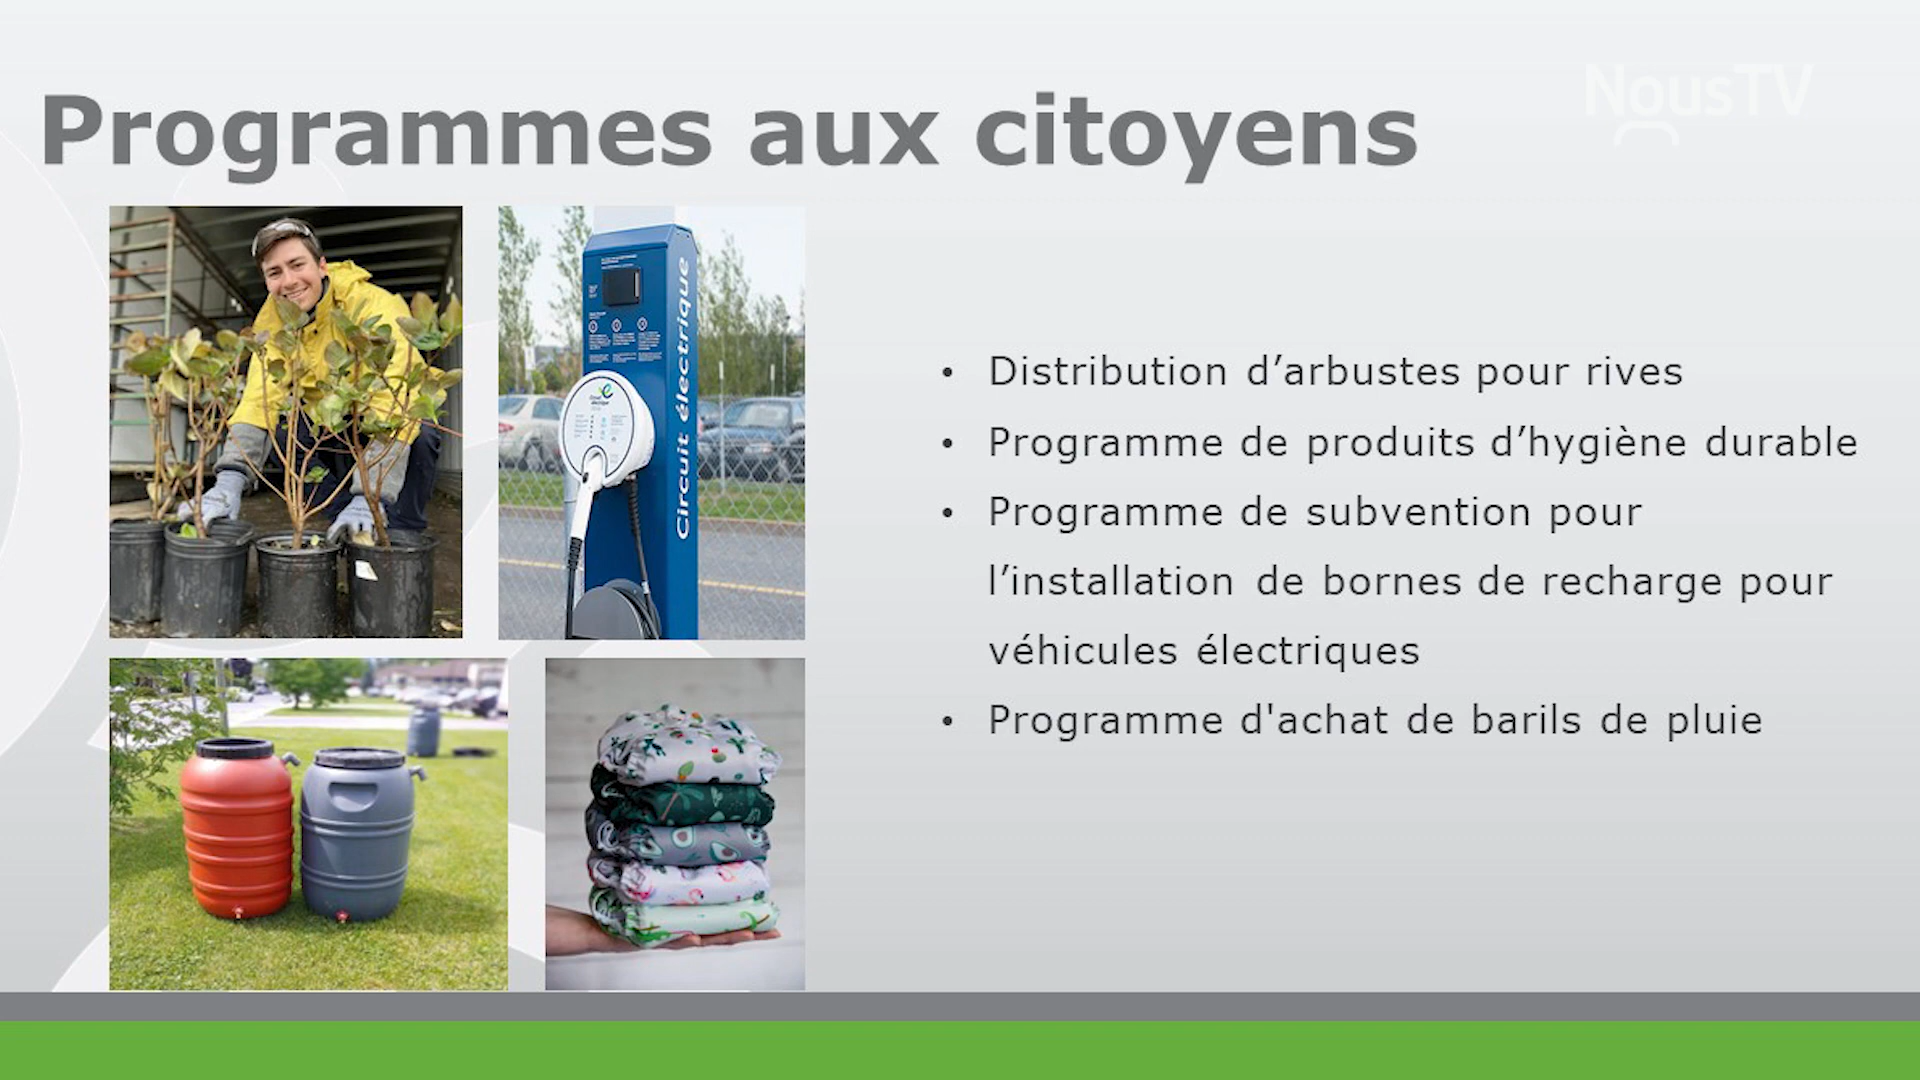 NousTV
Programmes aux citoyens
Circuit électrique
• Distribution d’arbustes pour rives
• Programme de produits d’hygiène durable
• Programme de subvention pour
l’installation de bornes de recharge pour
véhicules électriques
• Programme d'achat de barils de pluie